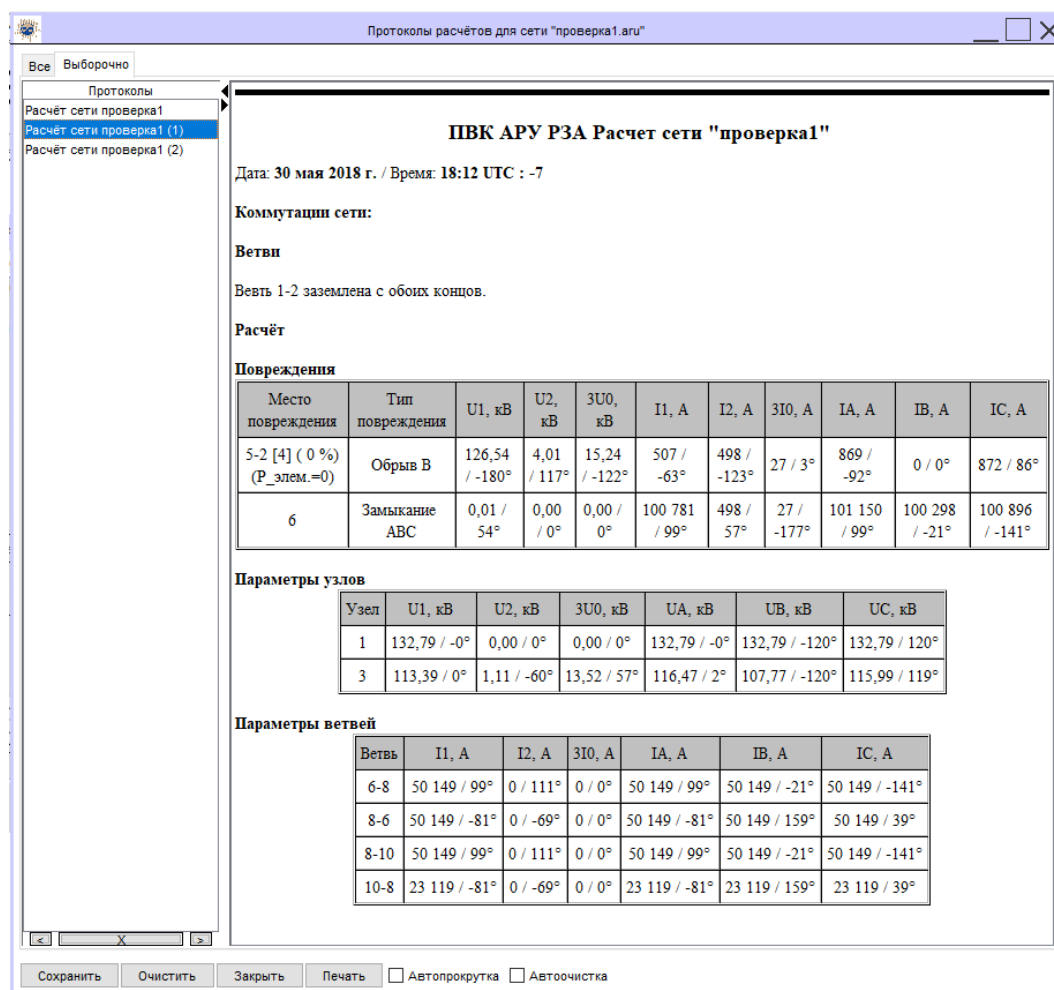 Протоколы расчётов для сети "проверка1.aru"
Все Выборочно
Протоколы
Расчёт сети проверка1
Расчёт сети проверка1 (1)
Расчёт сети проверка1 (2)
ПВК АРУ РЗА Расчет сети "проверка1"
Дата: 30 мая 2018 г. / Время: 18:12 UTC : -7
Коммутации сети:
Ветви
Вевть 1-2 заземлена с обоих концов.
Расчёт
Повреждения
Место повреждения Тип повреждения U1, кВ U2, кВ 3U0, кВ I1, А I2, А 3I0, А IA, А IB, А IC, А
5-2 [4] ( 0 %) (Р_элем.=0) Обрыв В 126,54 / -180° 4,01 / 117° 15,24 / -122° 507 / -63° 498 / -123° 27 / 3° 869 / -92° 0 / 0° 872 / 86°
6 Замыкание АВС 0,01 / 54° 0,00 / 0° 0,00 / 0° 100 781 / 99° 498 / 57° 27 / -177° 101 150 / 99° 100 298 / -21° 100 896 / -141°
Параметры узлов
Узел U1, кВ U2, кВ 3U0, кВ UA, кВ UB, кВ UC, кВ
1 132,79 / -0° 0,00 / 0° 0,00 / 0° 132,79 / -0° 132,79 / -120° 132,79 / 120°
3 113,39 / 0° 1,11 / -60° 13,52 / 57° 116,47 / 2° 107,77 / -120° 115,99 / 119°
Параметры ветвей
Ветвь I1, А I2, А 3I0, А IA, А IB, А IC, А
6-8 50 149 / 99° 0 / 111° 0 / 0° 50 149 / 99° 50 149 / -21° 50 149 / -141°
8-6 50 149 / -81° 0 / -69° 0 / 0° 50 149 / -81° 50 149 / 159° 50 149 / 39°
8-10 50 149 / 99° 0 / 111° 0 / 0° 50 149 / 99° 50 149 / -21° 50 149 / -141°
10-8 23 119 / -81° 0 / -69° 0 / 0° 23 119 / -81° 23 119 / 159° 23 119 / 39°
< X >
Сохранить Очистить Закрыть Печать Автопрокрутка Автоочистка